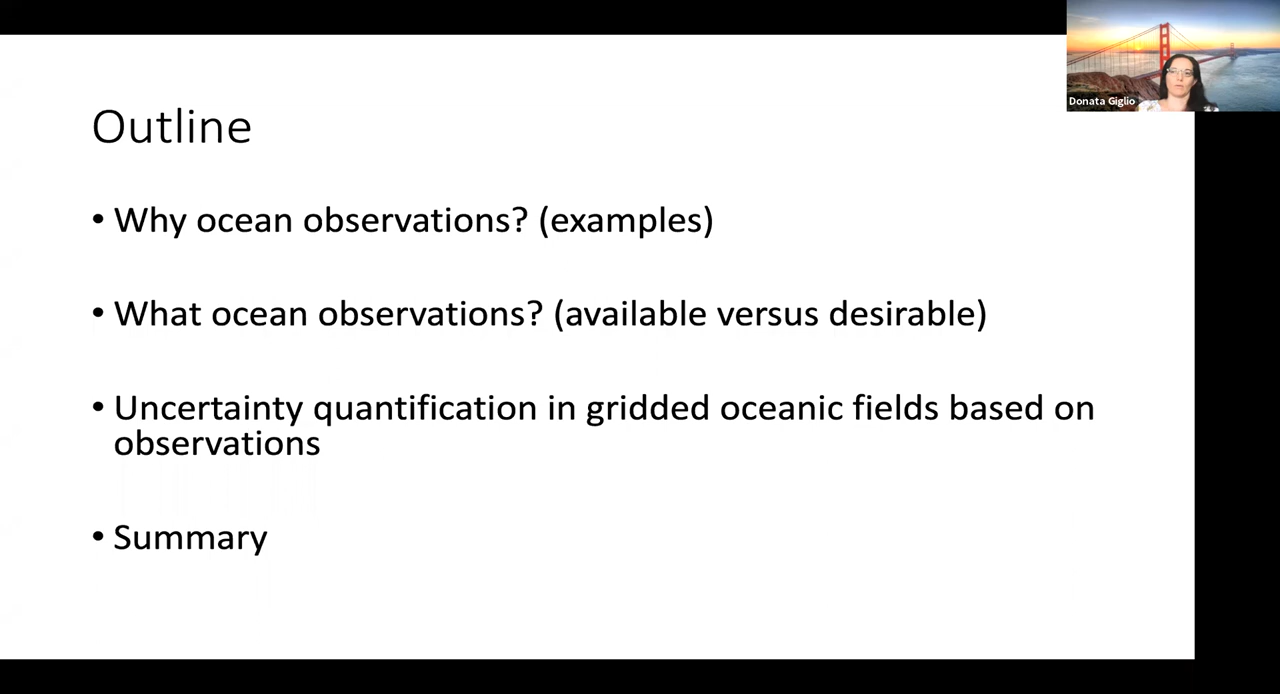 Donata Giglio
Outline
• Why ocean observations? (examples)
• What ocean observations? (available versus desirable)
• Uncertainty quantification in gridded oceanic fields based on
observations
• Summary